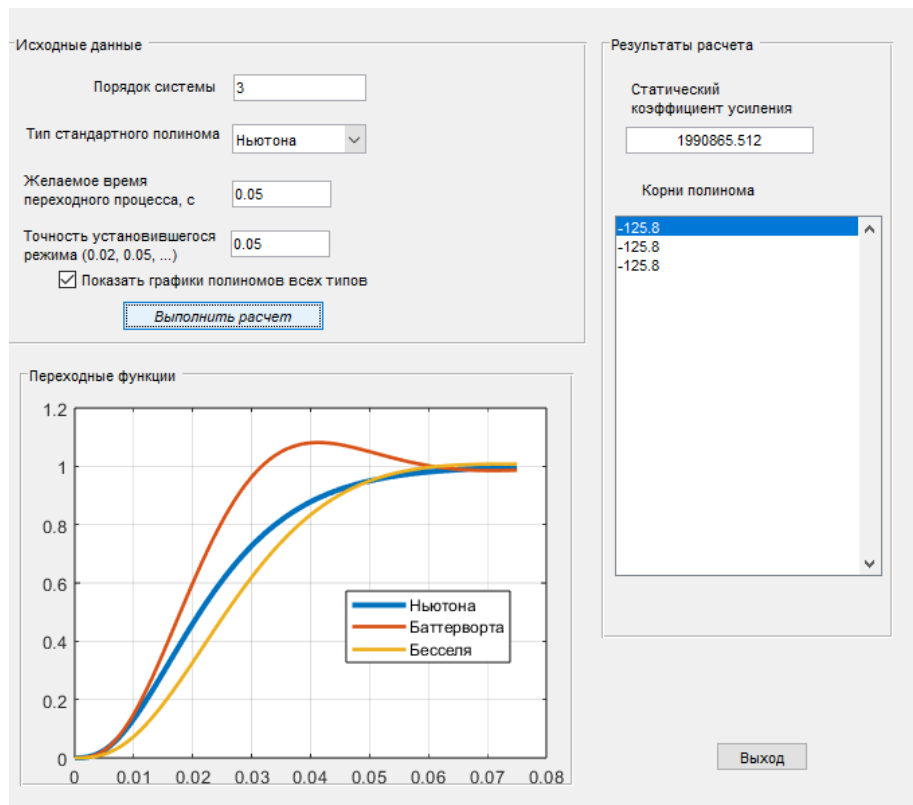 Исходные данные
Порядок системы
3
Тип стандартного полинома
Ньютона
Желаемое время
переходного процесса, с
0.05
Точность установившегося
режима (0.02, 0.05, ...)
0.05
Показать графики полиномов всех типов
Выполнить расчет
Результаты расчета
Статический
коэффициент усиления
1990865.512
Корни полинома
-125.8
-125.8
-125.8
Переходные функции
1.2
1
0.8
0.6
0.4
0.2
0
Ньютона
Баттерворта
Бесселя
0 0.01 0.02 0.03 0.04 0.05 0.06 0.07 0.08
Выход